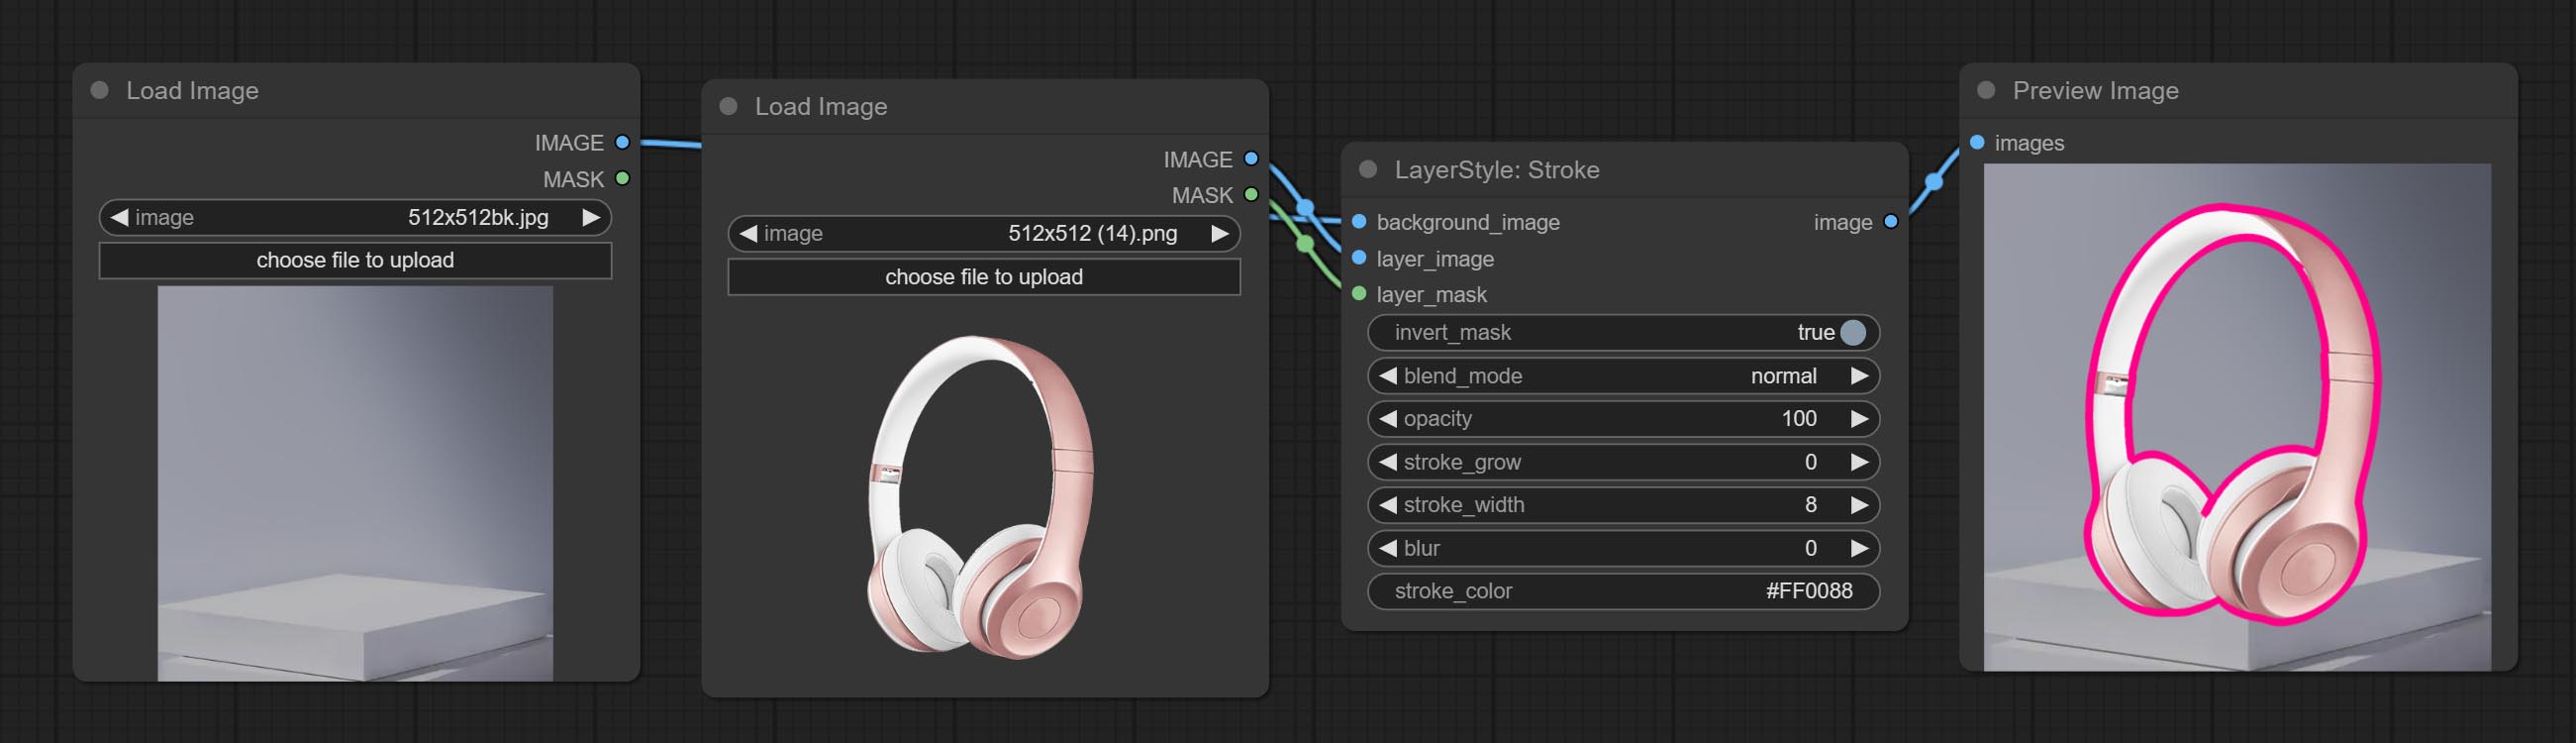 Load Image
IMAGE
MASK
image 512x512bk.jpg
choose file to upload
Load Image
IMAGE
MASK
image 512x512 (14).png
choose file to upload
LayerStyle: Stroke
background_image image
layer_image
layer_mask
invert_mask true
blend_mode normal
opacity 100
stroke_grow 0
stroke_width 8
blur 0
stroke_color #FF0088
Preview Image
images